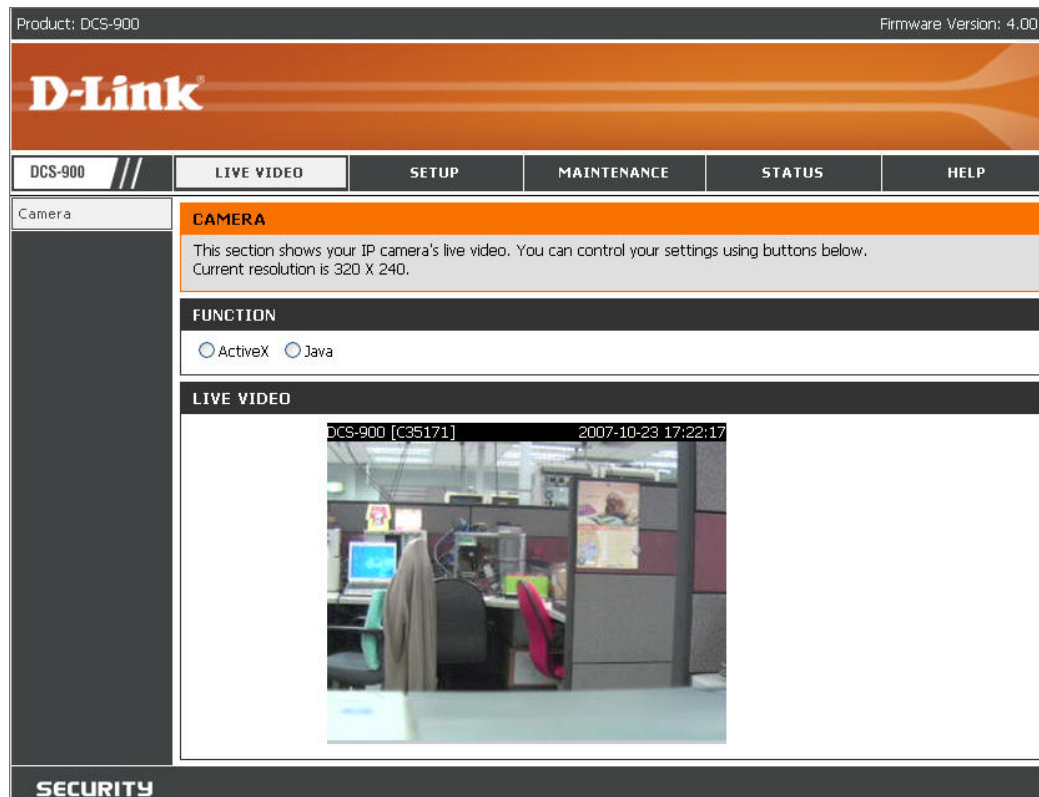 Product: DCS-900 Firmware Version: 4.00
D-Link®
DCS-900 LIVE VIDEO SETUP MAINTENANCE STATUS HELP
Camera
CAMERA
This section shows your IP camera's live video. You can control your settings using buttons below.
Current resolution is 320 X 240.
FUNCTION
ActiveX Java
LIVE VIDEO
DCS-900 [C35171] 2007-10-23 17:22:17
SECURITY